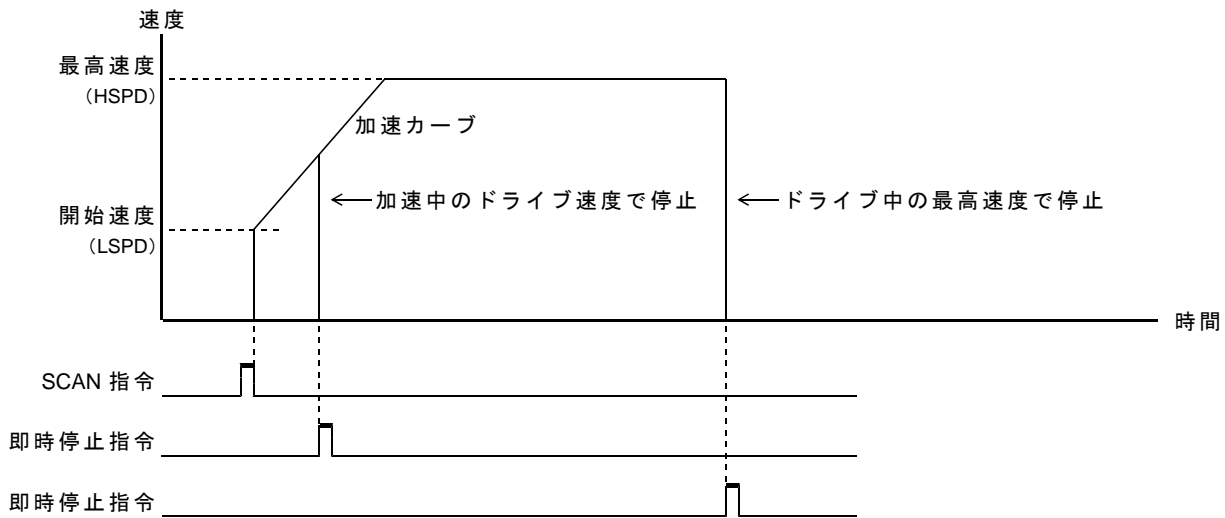 速度
最高速度
（HSPD）
加速カーブ
←加速中のドライブ速度で停止
←ドライブ中の最高速度で停止
開始速度
（LSPD）
時間
SCAN 指令
即時停止指令
即時停止指令